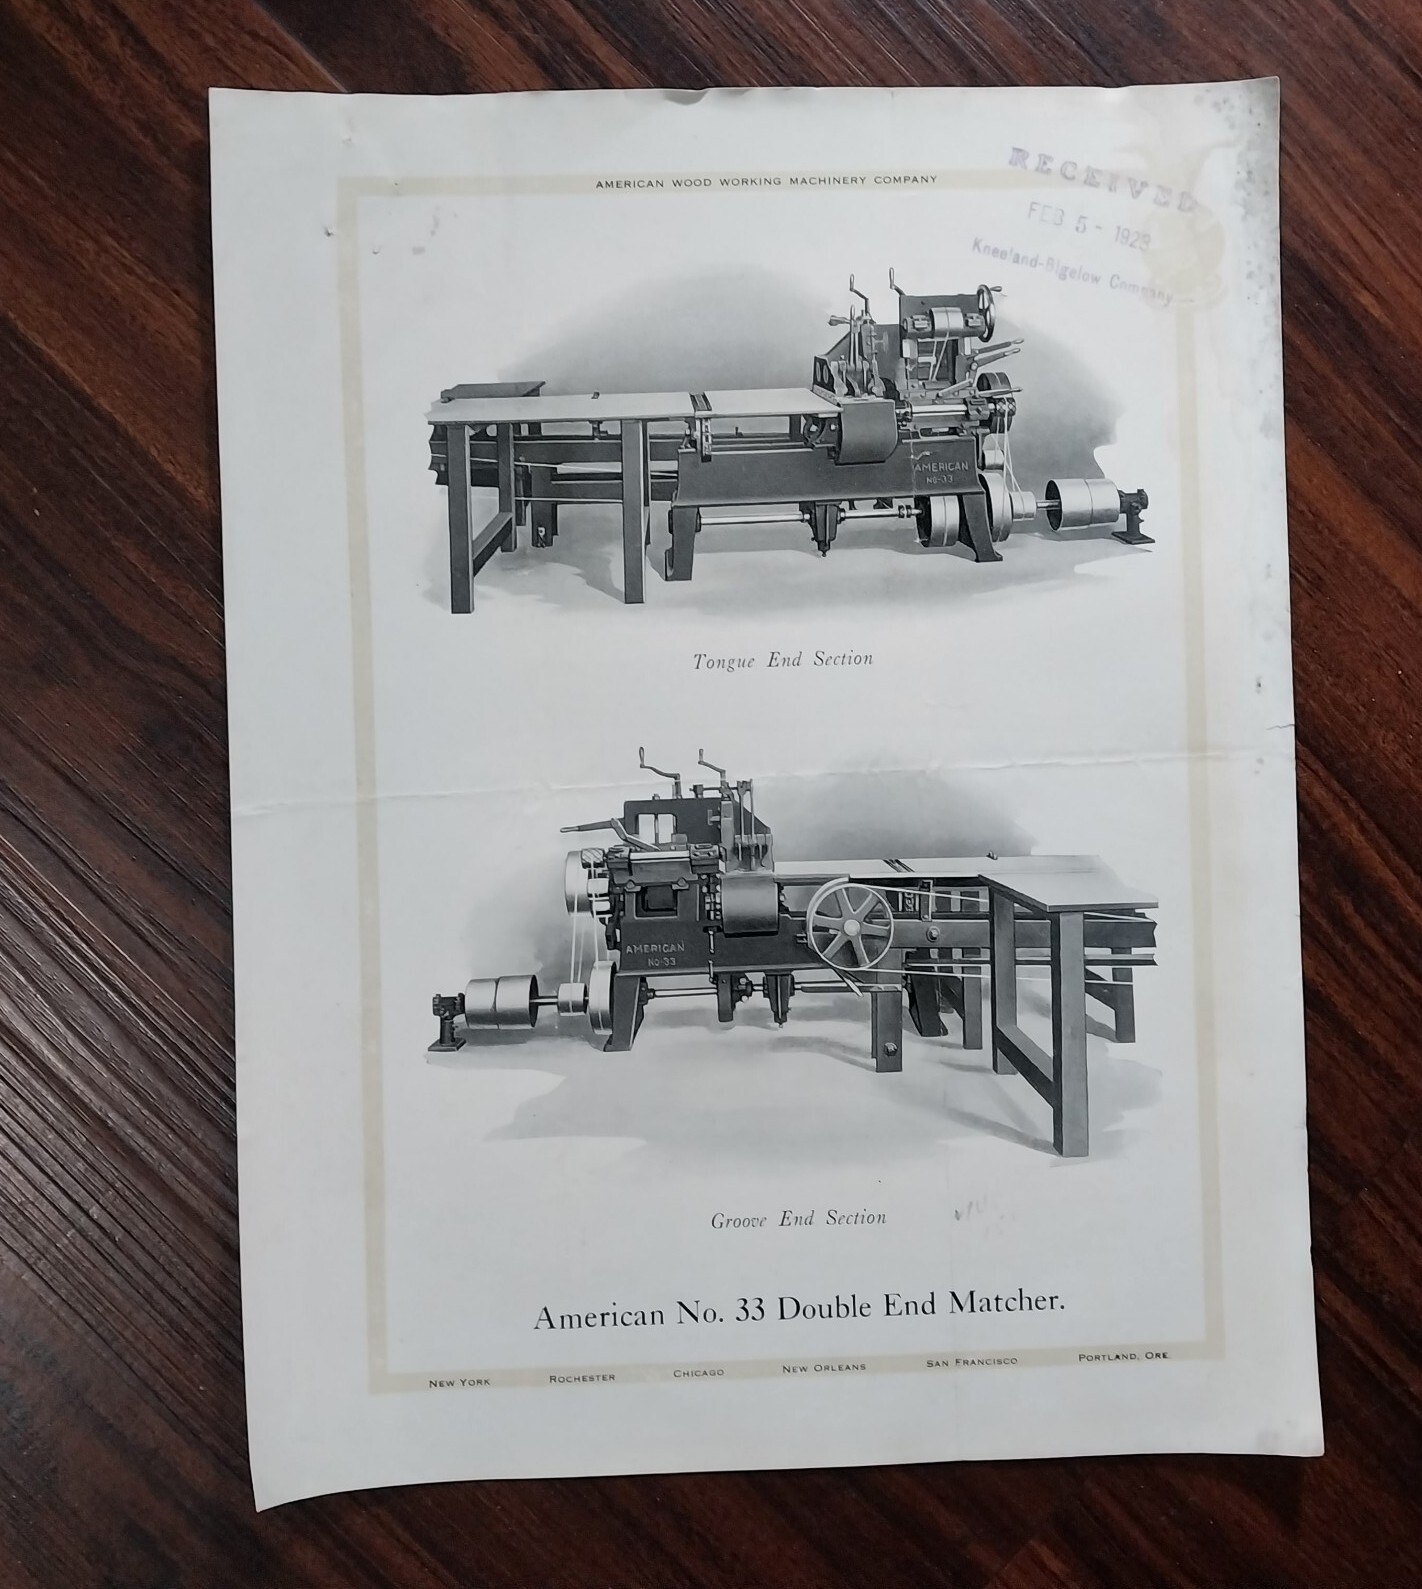 AMERICAN WOOD WORKING MACHINERY COMPANY
RECEIVED
FEB 5 - 1923
Kneeland-Bigelow Company
AMERICAN
NO-33
Tongue End Section
AMERICAN
NO-33
Groove End Section
American No. 33 Double End Matcher.
NEW YORK ROCHESTER CHICAGO NEW ORLEANS SAN FRANCISCO PORTLAND, ORE.